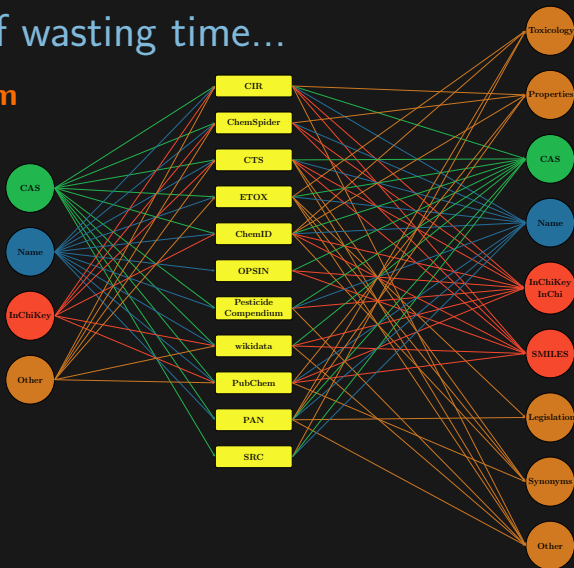 f wasting time...
m
CAS
Name
InChiKey
Other
CIR
ChemSpider
CTS
ETOX
ChemID
OPSIN
Pesticide
Compendium
wikidata
PubChem
PAN
SRC
Toxicology
Properties
CAS
Name
InChiKey
InChi
SMILES
Legislation
Synonyms
Other